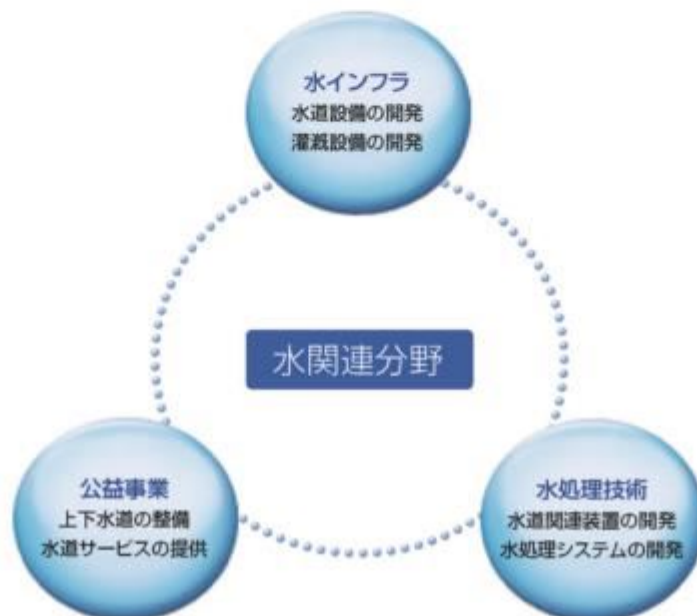 水インフラ
水道設備の開発
灌漑設備の開発
水関連分野
公益事業
上下水道の整備
水道サービスの提供
水処理技術
水道関連装置の開発
水処理システムの開発